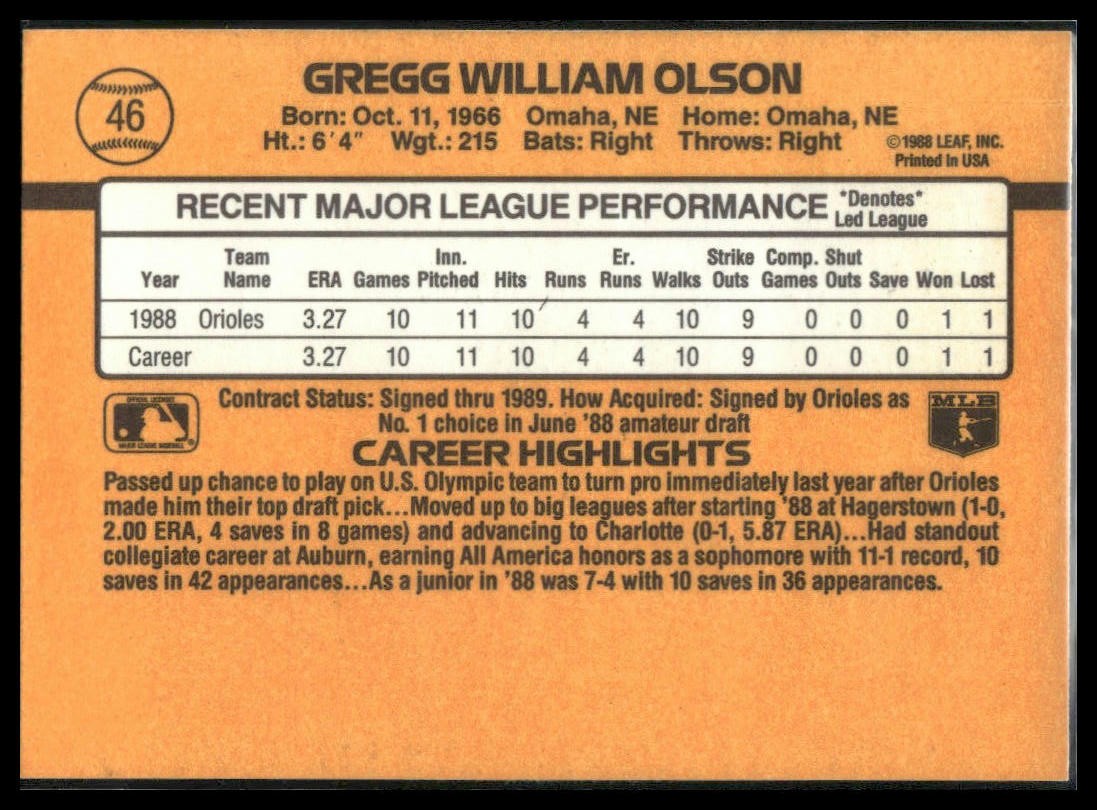 46
GREGG WILLIAM OLSON
Born: Oct. 11, 1966 Omaha, NE Home: Omaha, NE
Ht.: 6'4" Wgt.: 215 Bats: Right Throws: Right
©1988 LEAF, INC.
Printed In USA
RECENT MAJOR LEAGUE PERFORMANCE *Denotes* Led League
Year Team Name ERA Games Inn. Pitched Hits Runs Er. Runs Walks Strike Outs Comp. Games Shut Outs Save Won Lost
1988 Orioles 3.27 10 11 10 4 4 10 9 0 0 0 1 1
Career 3.27 10 11 10 4 4 10 9 0 0 0 1 1
OFFICIAL LICENSEE
MAJOR LEAGUE BASEBALL
Contract Status: Signed thru 1989. How Acquired: Signed by Orioles as
No. 1 choice in June '88 amateur draft
MLB
CAREER HIGHLIGHTS
Passed up chance to play on U.S. Olympic team to turn pro immediately last year after Orioles
made him their top draft pick...Moved up to big leagues after starting '88 at Hagerstown (1-0,
2.00 ERA, 4 saves in 8 games) and advancing to Charlotte (0-1, 5.87 ERA)...Had standout
collegiate career at Auburn, earning All America honors as a sophomore with 11-1 record, 10
saves in 42 appearances...As a junior in '88 was 7-4 with 10 saves in 36 appearances.